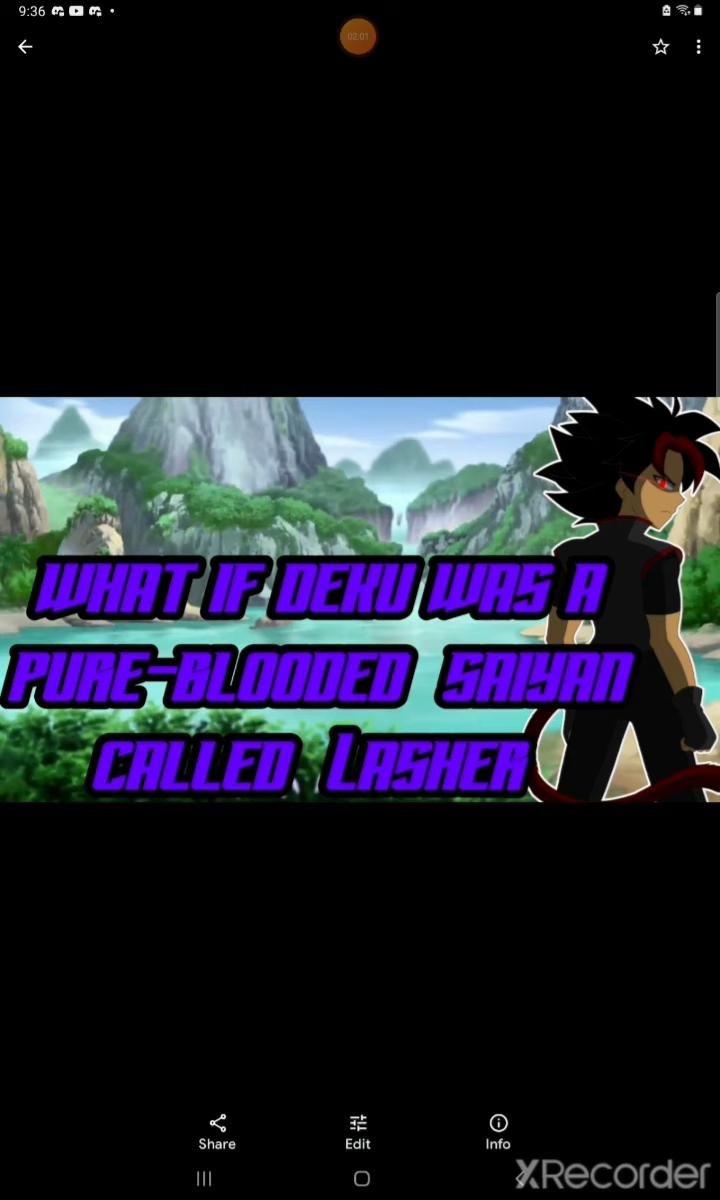 9:36
02:01
WHAT IF DEKU WAS A
PURE-BLOODED SAIYAN
CALLED LASHER
Share
Edit
Info
XRecorder